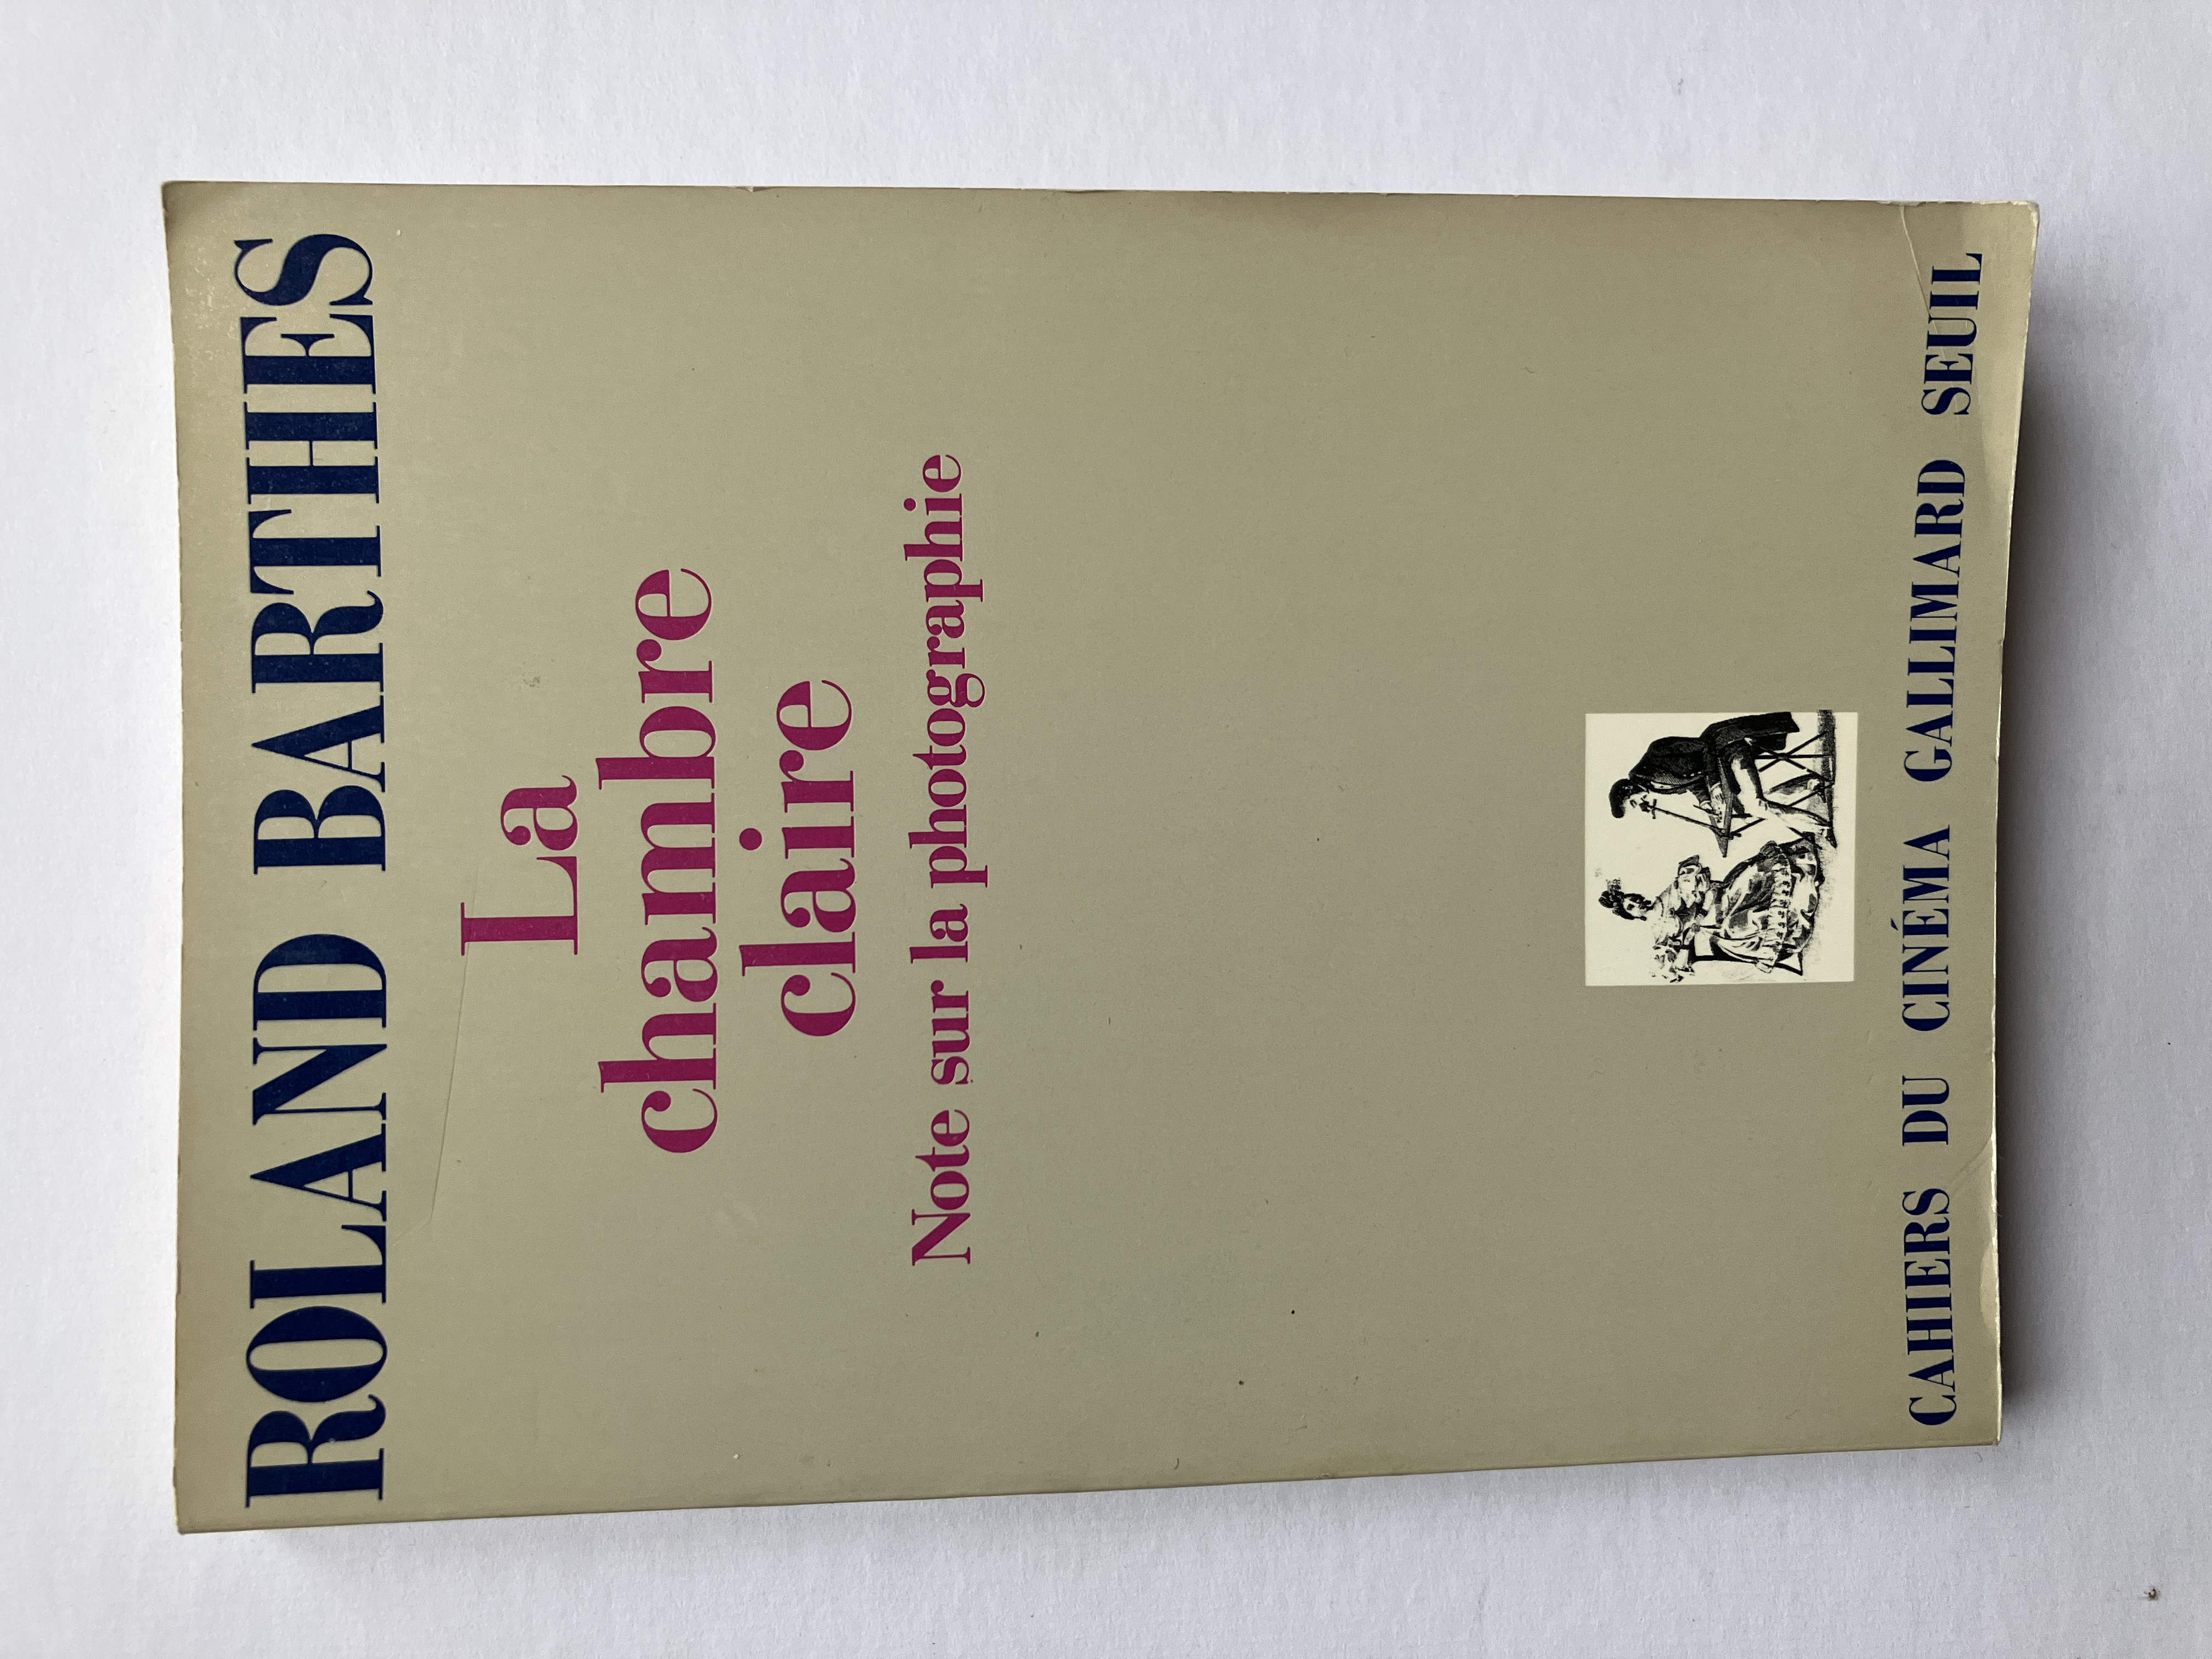 ROLAND BARTHES
La
chambre
claire
Note sur la photographie
CAHIERS DU CINÉMA GALLIMARD SEUIL